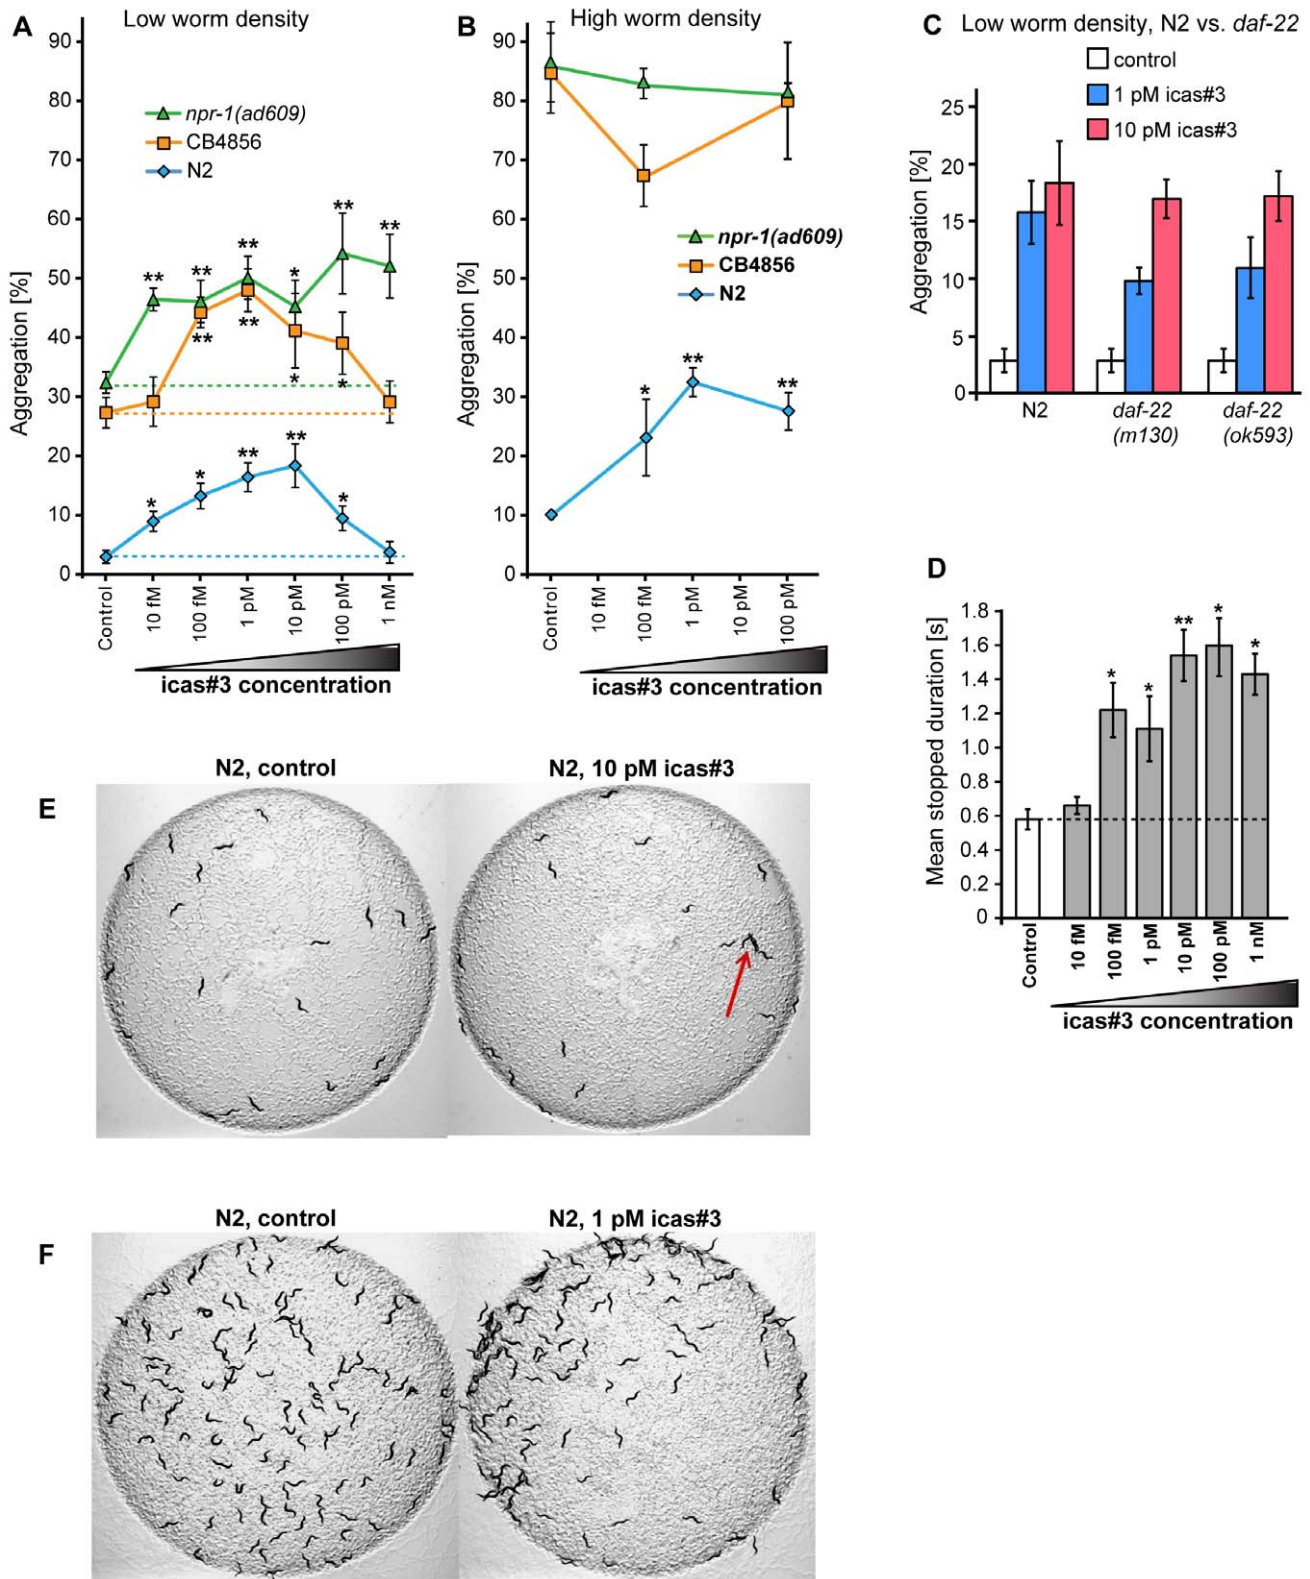 A
Low worm density
Aggregation [%]
90
80
70
60
50
40
30
20
10
0
npr-1(ad609)
CB4856
N2
**
**
**
*
**
**
**
**
*
*
*
*
**
**
*
Control
10 fM
100 fM
1 pM
10 pM
100 pM
1 nM
icas#3 concentration
B
High worm density
Aggregation [%]
90
80
70
60
50
40
30
20
10
0
npr-1(ad609)
CB4856
N2
*
**
**
Control
10 fM
100 fM
1 pM
10 pM
100 pM
icas#3 concentration
C
Low worm density, N2 vs. daf-22
control
1 pM icas#3
10 pM icas#3
Aggregation [%]
25
20
15
10
5
0
N2
daf-22
(m130)
daf-22
(ok593)
D
Mean stopped duration [s]
1.8
1.6
1.4
1.2
1.0
0.8
0.6
0.4
0.2
0
*
*
**
*
*
Control
10 fM
100 fM
1 pM
10 pM
100 pM
1 nM
icas#3 concentration
E
N2, control
N2, 10 pM icas#3
F
N2, control
N2, 1 pM icas#3